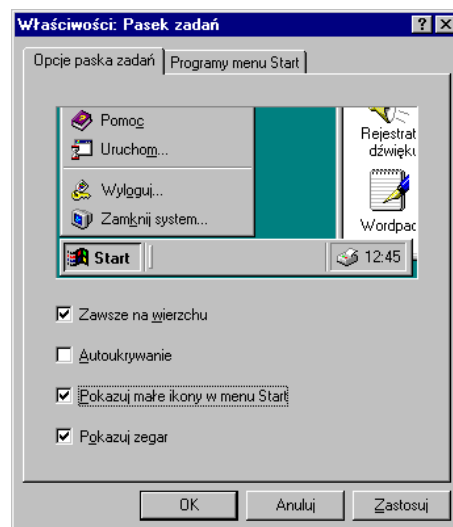 Właściwości: Pasek zadań
Opcje paska zadań
Programy menu Start
Pomoc
Uruchom...
Wyloguj...
Zamknij system...
Rejestrat
dźwięku
Wordpad
Start
12:45
Zawsze na wierzchu
Autoukrywanie
Pokazuj małe ikony w menu Start
Pokazuj zegar
OK
Anuluj
Zastosuj